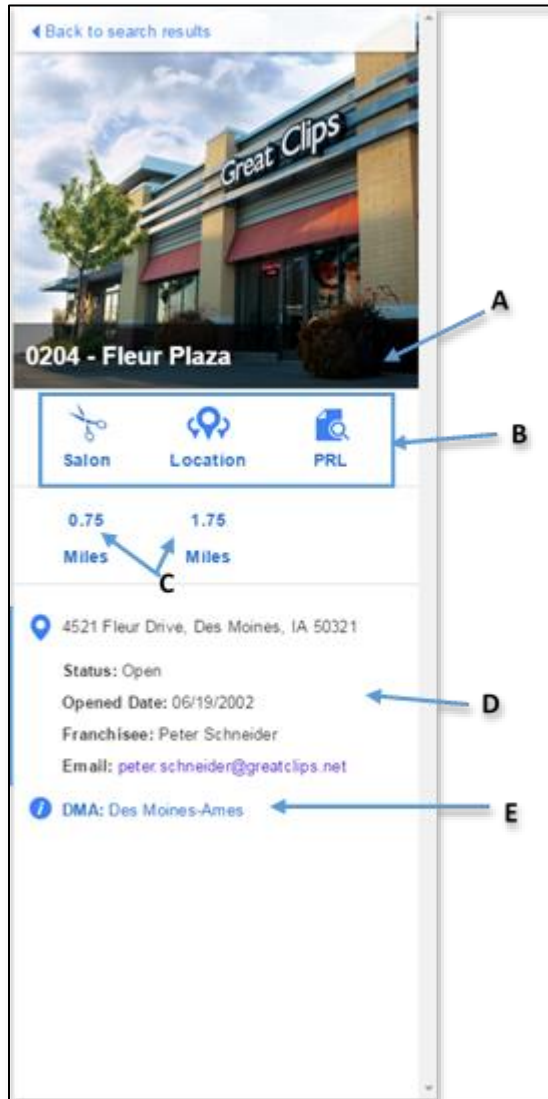 Back to search results
Great Clips
0204 - Fleur Plaza
A
Salon Location PRL
B
0.75 1.75
Miles Miles
C
4521 Fleur Drive, Des Moines, IA 50321
Status: Open
Opened Date: 06/19/2002
D
Franchisee: Peter Schneider
Email: peter.schneider@greatclips.net
DMA: Des Moines-Ames
E